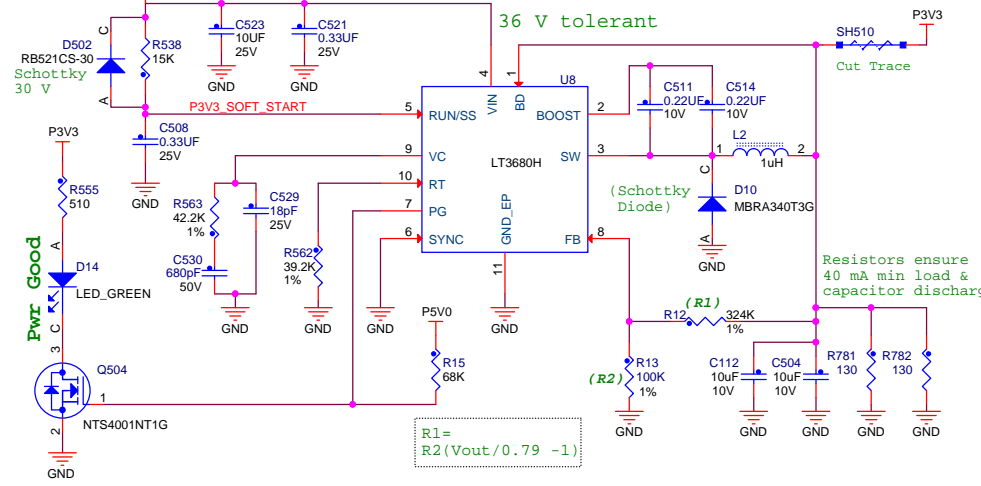 36 V tolerant
P3V3
SH510
Cut Trace
C523
10UF
25V
GND
C521
0.33UF
25V
GND
D502
RB521CS-30
Schottky
30 V
C
A
R538
15K
P3V3_SOFT_START
C508
0.33UF
25V
GND
U8
LT3680H
4
VIN
1
BD
5
RUN/SS
9
VC
10
RT
7
PG
6
SYNC
2
BOOST
3
SW
8
FB
GND_EP
11
GND
C511
0.22UF
10V
C514
0.22UF
10V
L2
1
2
1uH
(Schottky
Diode)
C
A
D10
MBRA340T3G
GND
P3V3
R555
510
Pwr Good
A
D14
LED_GREEN
C
3
Q504
1
NTS4001NT1G
2
GND
R563
42.2K
1%
C529
18pF
25V
C530
680pF
50V
GND
R562
39.2K
1%
GND
GND
P5V0
R15
68K
R1=
R2(Vout/0.79 -1)
(R1)
R12
324K
1%
(R2)
R13
100K
1%
GND
Resistors ensure
40 mA min load &
capacitor discharg
C112
10uF
10V
GND
C504
10uF
10V
GND
R781
130
GND
R782
130
GND